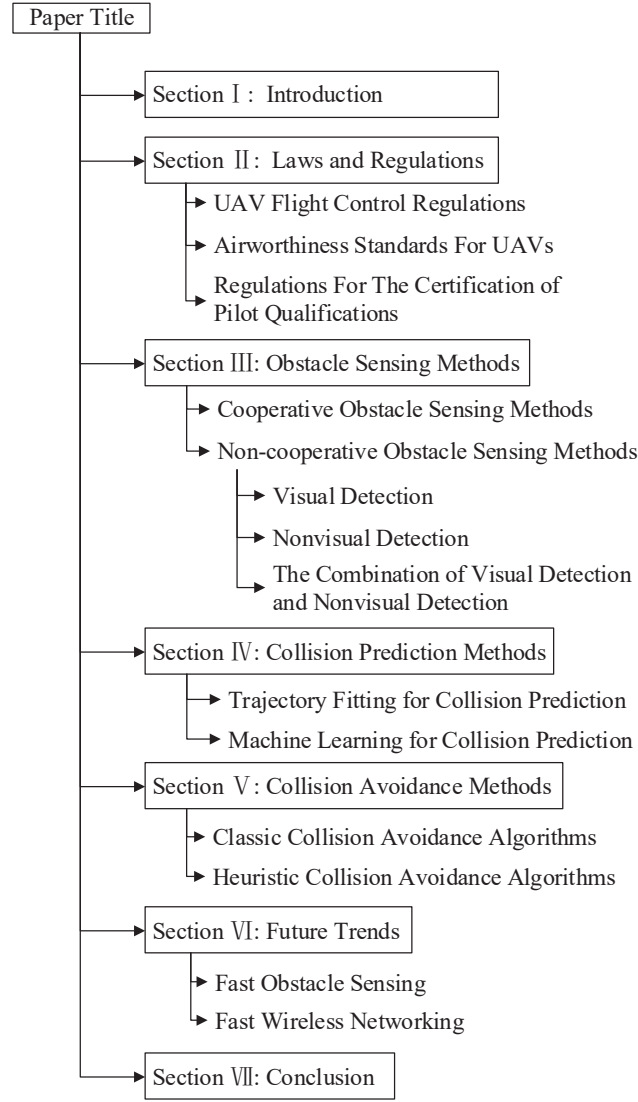 Paper Title
Section Ⅰ: Introduction
Section Ⅱ: Laws and Regulations
UAV Flight Control Regulations
Airworthiness Standards For UAVs
Regulations For The Certification of
Pilot Qualifications
Section Ⅲ: Obstacle Sensing Methods
Cooperative Obstacle Sensing Methods
Non-cooperative Obstacle Sensing Methods
Visual Detection
Nonvisual Detection
The Combination of Visual Detection
and Nonvisual Detection
Section Ⅳ: Collision Prediction Methods
Trajectory Fitting for Collision Prediction
Machine Learning for Collision Prediction
Section Ⅴ: Collision Avoidance Methods
Classic Collision Avoidance Algorithms
Heuristic Collision Avoidance Algorithms
Section Ⅵ: Future Trends
Fast Obstacle Sensing
Fast Wireless Networking
Section Ⅶ: Conclusion